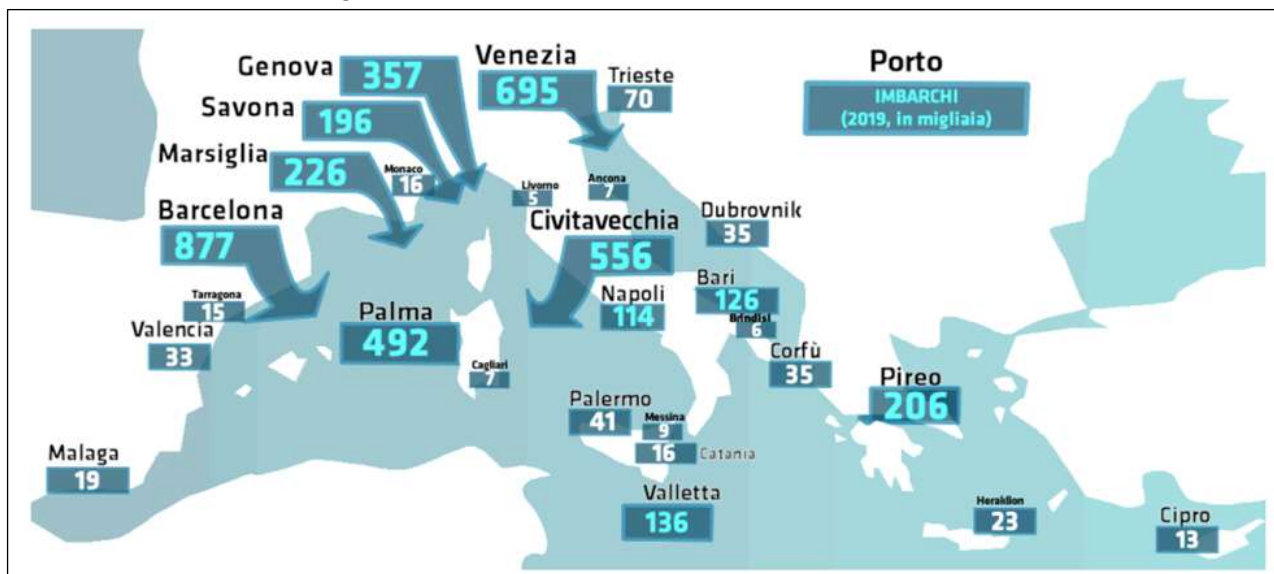 Genova
357
Venezia
695
Trieste
70
Porto
IMBARCHI
(2019, in migliaia)
Savona
196
Marsiglia
226
Monaco
16
Livorno
5
Ancona
7
Barcelona
877
Civitavecchia
556
Dubrovnik
35
Tarragona
15
Valencia
33
Palma
492
Napoli
114
Bari
126
Brindisi
6
Cagliari
7
Corfù
35
Pireo
206
Palermo
41
Messina
9
16
Catania
Malaga
19
Valletta
136
Heraklion
23
Cipro
13